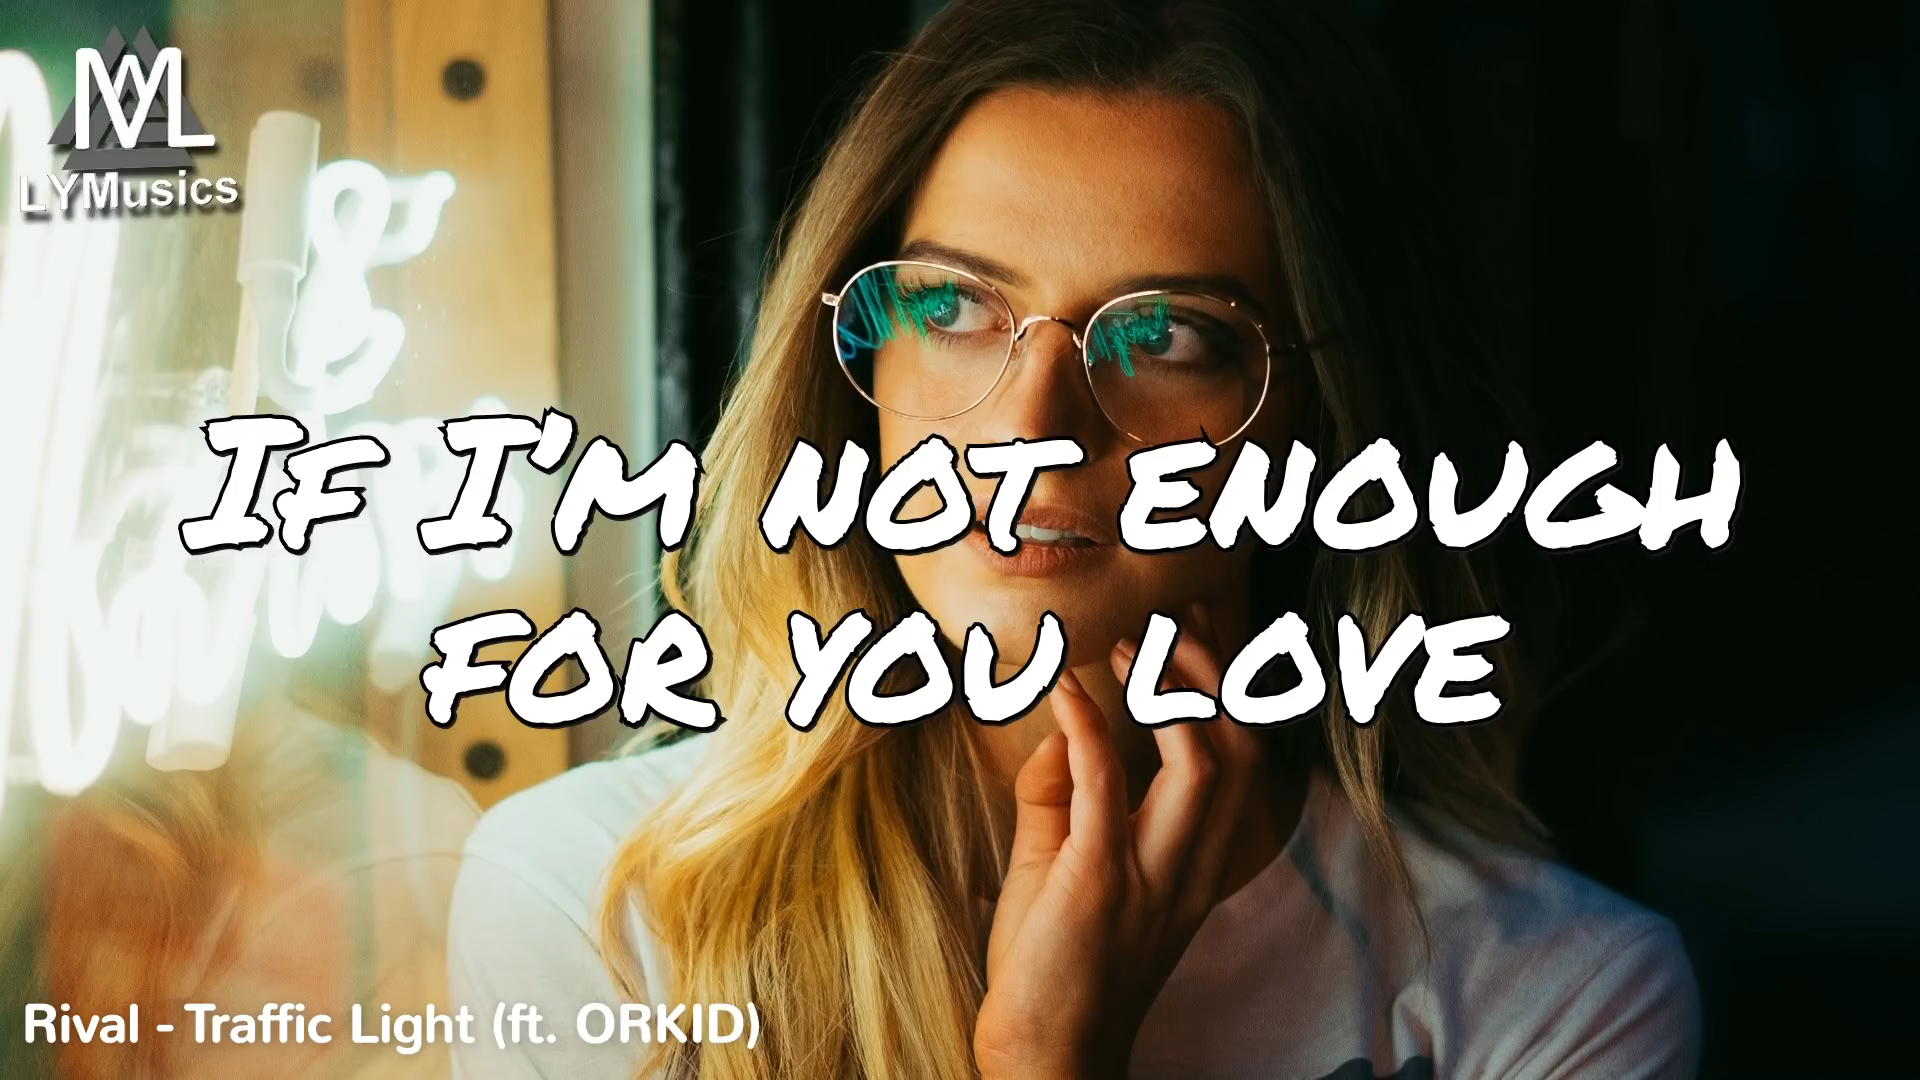 LYMusics
&
If I'm not enough
for you love
Rival - Traffic Light (ft. ORKID)